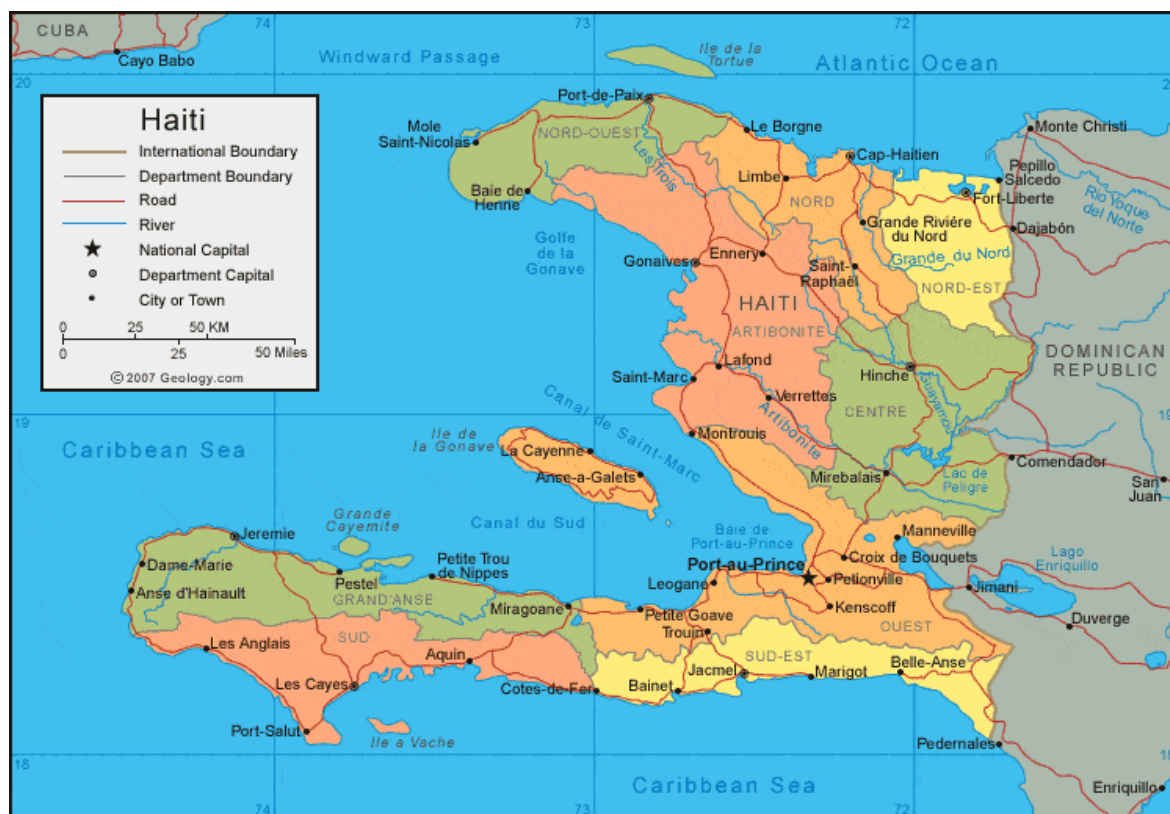 CUBA
Cayo Babo
74
73
72
Windward Passage
Ile de la
Tortue
Atlantic Ocean
20
20
Haiti
International Boundary
Department Boundary
Road
River
National Capital
Department Capital
City or Town
0 25 50 KM
0 25 50 Miles
© 2007 Geology.com
Port-de-Paix
Mole
Saint-Nicolas
NORD-OUEST
Le Borgne
Monte Christi
Les Trois
Cap-Haitien
Pepillo
Salcedo
Limbe
Baie de
Henne
Fort-Liberte
Rio Yoque
del Norte
NORD
Grande Riviére
du Nord
Dajabón
Golfe
de la
Gonave
Gonaives
Ennery
Saint-
Raphaël
Grande du Nord
NORD-EST
HAITI
ARTIBONITE
DOMINICAN
REPUBLIC
Lafond
Saint-Marc
Hinche
Guayamou
Verrettes
CENTRE
19
19
Canal de Saint-Marc
Artibonite
Caribbean Sea
Ile de
la Gonave
Montrouis
La Cayenne
Anse-a-Galets
Mirebalais
Lac de
Peligre
Comendador
San
Juan
Canal du Sud
Grande
Cayemite
Jeremie
Baie de
Port-au-Prince
Manneville
Croix de Bouquets
Lago
Enriquillo
Dame-Marie
Pestel
Petite Trou
de Nippes
Port-au-Prince
Leogane
Petionville
Jimani
Anse d'Hainault
GRAND'ANSE
Miragoane
Petite Goave
Kenscoff
Trouin
OUEST
Duverge
SUD
Les Anglais
Aquin
SUD-EST
Les Cayes
Jacmel
Marigot
Belle-Anse
Cotes-de-Fer
Bainet
Port-Salut
Ile a Vache
Pedernales
18
18
Caribbean Sea
Enriquillo
74
73
72